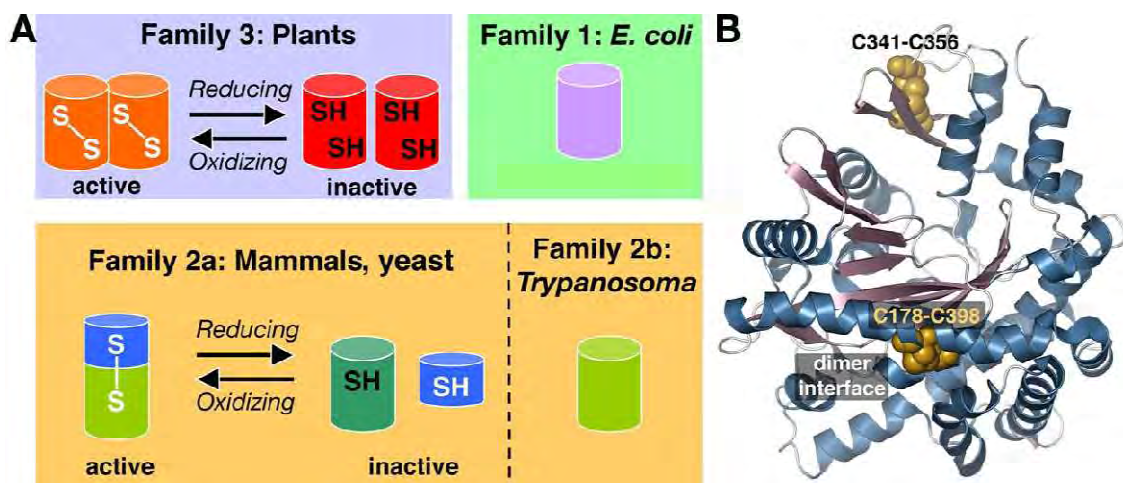 A
Family 3: Plants
S
S
S
S
active
Reducing
Oxidizing
SH
SH
SH
SH
inactive
Family 1: E. coli
Family 2a: Mammals, yeast
S
S
active
Reducing
Oxidizing
SH
SH
inactive
Family 2b:
Trypanosoma
B
C341-C356
C178-C398
dimer
interface